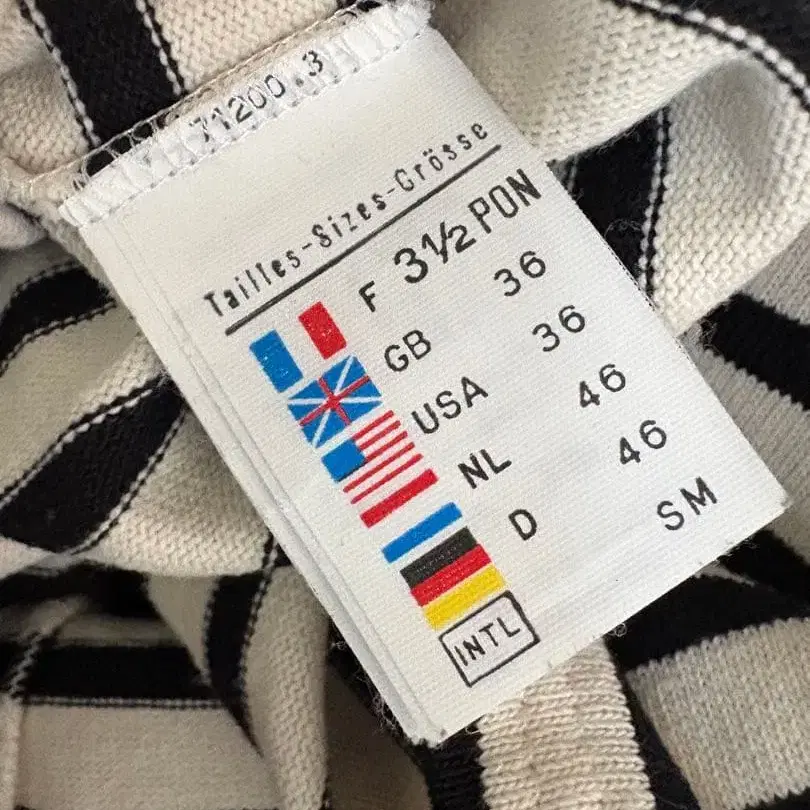 71200.3
Tailles-Sizes-Grösse
F 3½ PON
GB 36
USA 36
NL 46
D 46
INTL SM